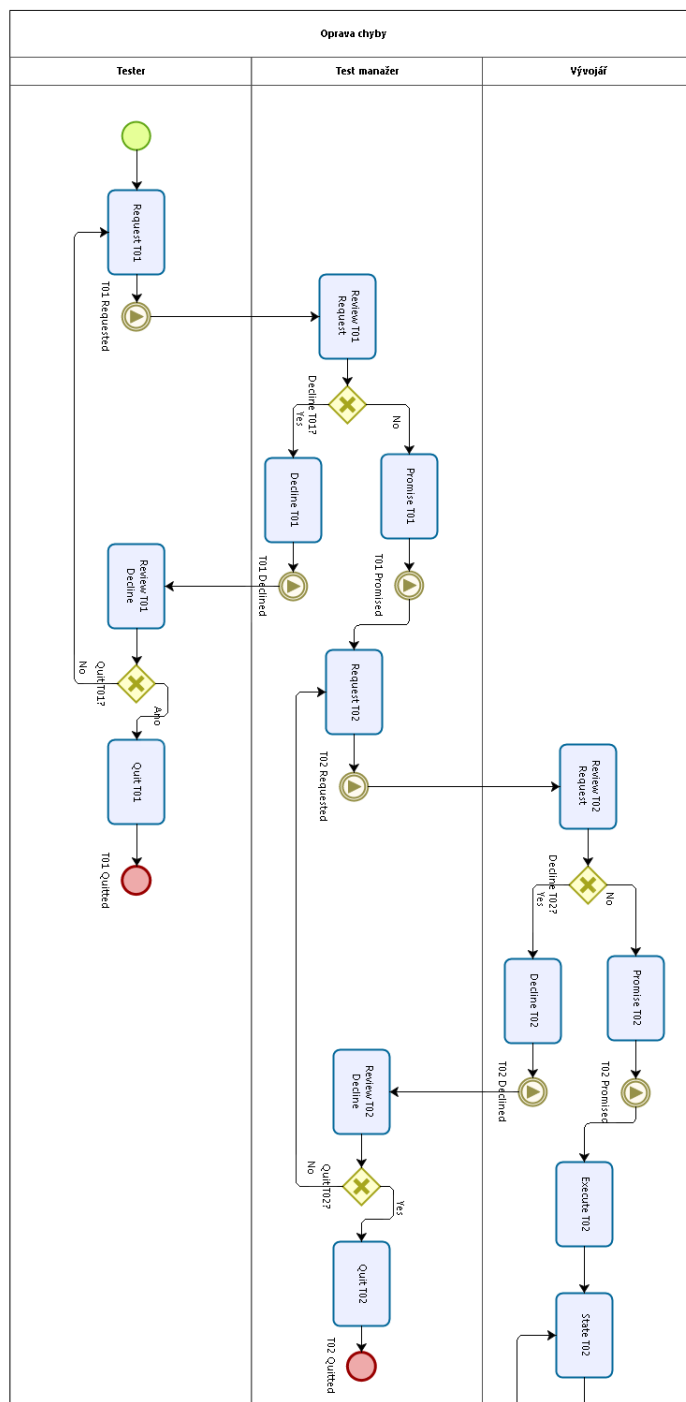 Oprava chyby
Tester
Test manažer
Vývojář
Request T01
T01 Requested
Review T01
Request
Decline T01?
Yes
No
Decline T01
Promise T01
T01 Declined
T01 Promised
Review T01
Decline
Quit T01?
No
Ano
Quit T01
T01 Quitted
Request T02
T02 Requested
Review T02
Request
Decline T02?
Yes
No
Decline T02
Promise T02
T02 Declined
T02 Promised
Review T02
Decline
Quit T02?
No
Yes
Quit T02
T02 Quitted
Execute T02
State T02